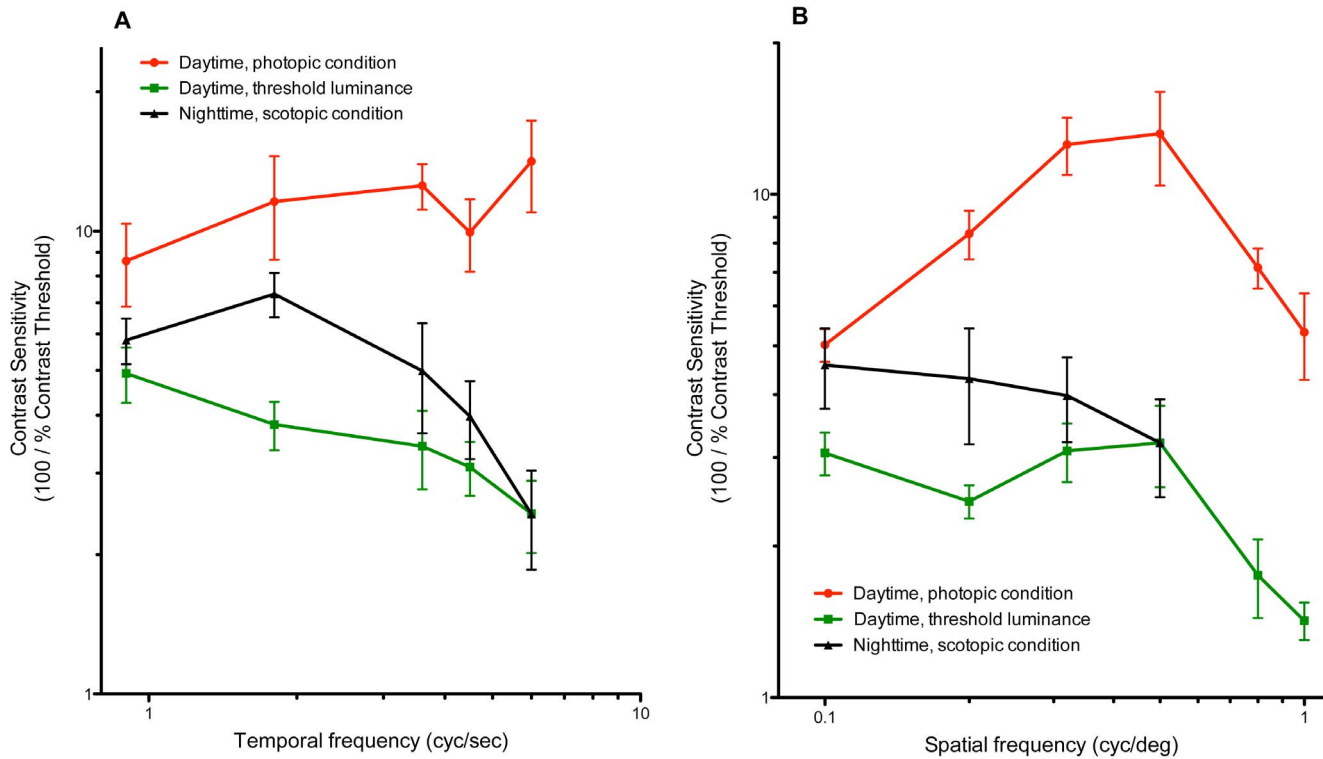 A
Daytime, photopic condition
Daytime, threshold luminance
Nighttime, scotopic condition
Contrast Sensitivity
(100 / % Contrast Threshold)
10
1
1
10
Temporal frequency (cyc/sec)
B
Contrast Sensitivity
(100 / % Contrast Threshold)
10
1
Daytime, photopic condition
Daytime, threshold luminance
Nighttime, scotopic condition
0.1
1
Spatial frequency (cyc/deg)